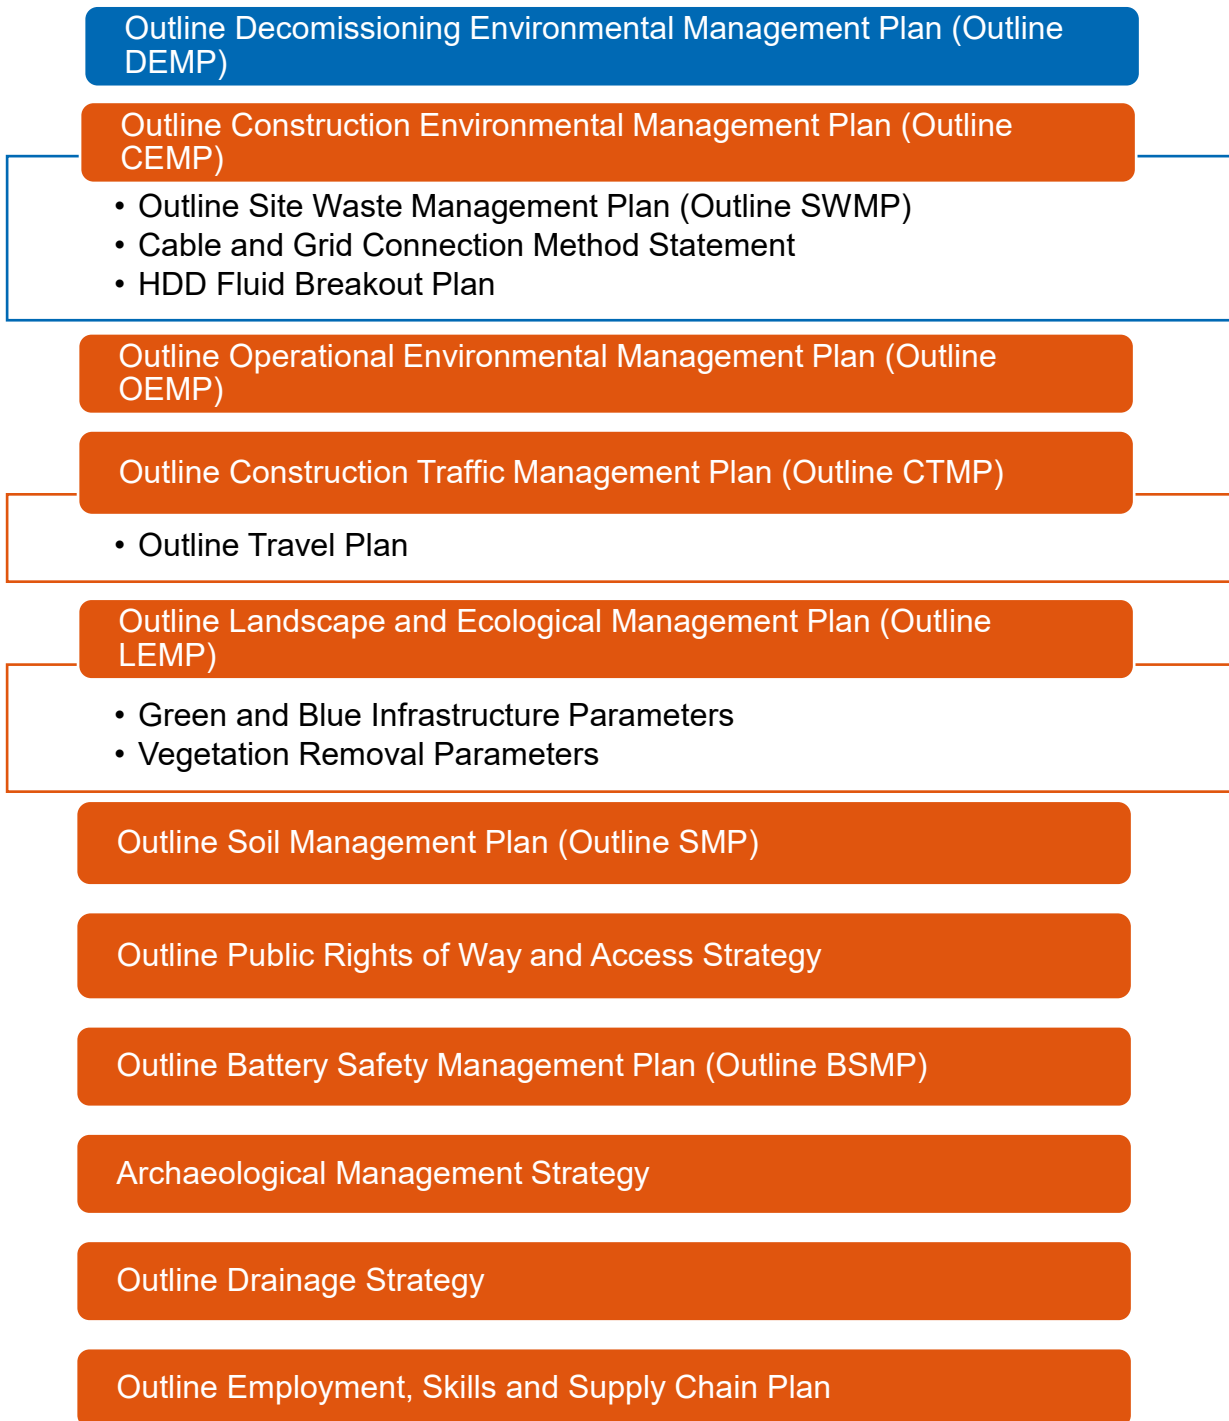 Outline Decomissioning Environmental Management Plan (Outline
DEMP)
Outline Construction Environmental Management Plan (Outline
CEMP)
• Outline Site Waste Management Plan (Outline SWMP)
• Cable and Grid Connection Method Statement
• HDD Fluid Breakout Plan
Outline Operational Environmental Management Plan (Outline
OEMP)
Outline Construction Traffic Management Plan (Outline CTMP)
• Outline Travel Plan
Outline Landscape and Ecological Management Plan (Outline
LEMP)
• Green and Blue Infrastructure Parameters
• Vegetation Removal Parameters
Outline Soil Management Plan (Outline SMP)
Outline Public Rights of Way and Access Strategy
Outline Battery Safety Management Plan (Outline BSMP)
Archaeological Management Strategy
Outline Drainage Strategy
Outline Employment, Skills and Supply Chain Plan